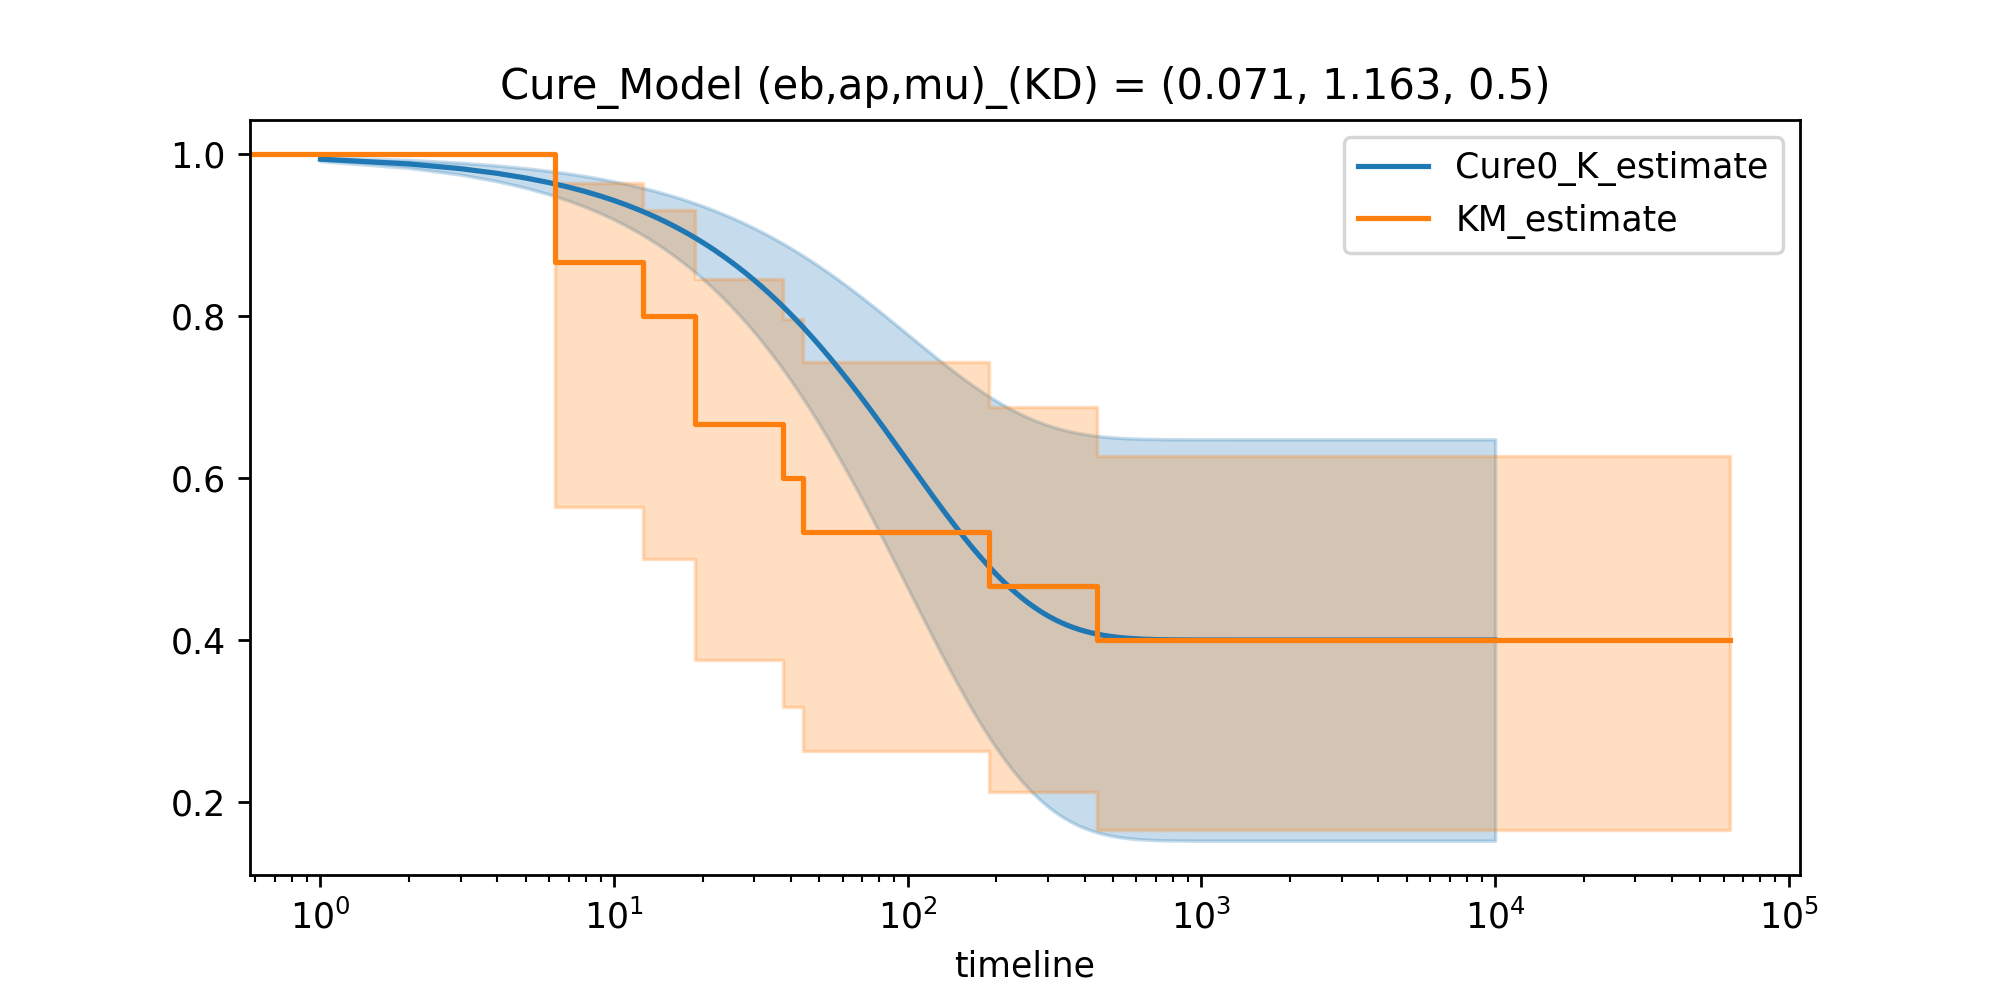 Cure_Model (eb,ap,mu)_(KD) = (0.071, 1.163, 0.5)
Cure0_K_estimate
KM_estimate
1.0
0.8
0.6
0.4
0.2
10⁰ 10¹ 10² 10³ 10⁴ 10⁵
timeline